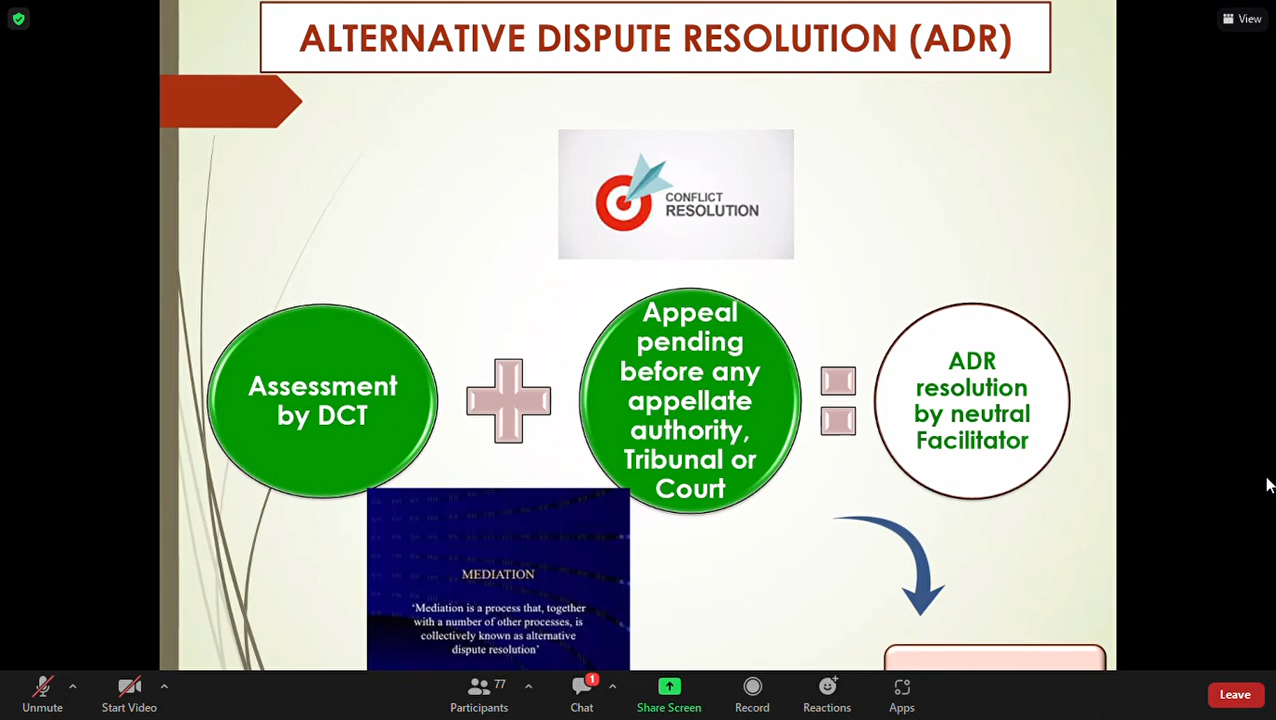 View
ALTERNATIVE DISPUTE RESOLUTION (ADR)
CONFLICT
RESOLUTION
Assessment
by DCT
Appeal
pending
before any
appellate
authority,
Tribunal or
Court
ADR
resolution
by neutral
Facilitator
MEDIATION
‘Mediation is a process that, together
with a number of other processes, is
collectively known as alternative
dispute resolution’
Unmute
Start Video
77
Participants
1
Chat
Share Screen
Record
Reactions
Apps
Leave